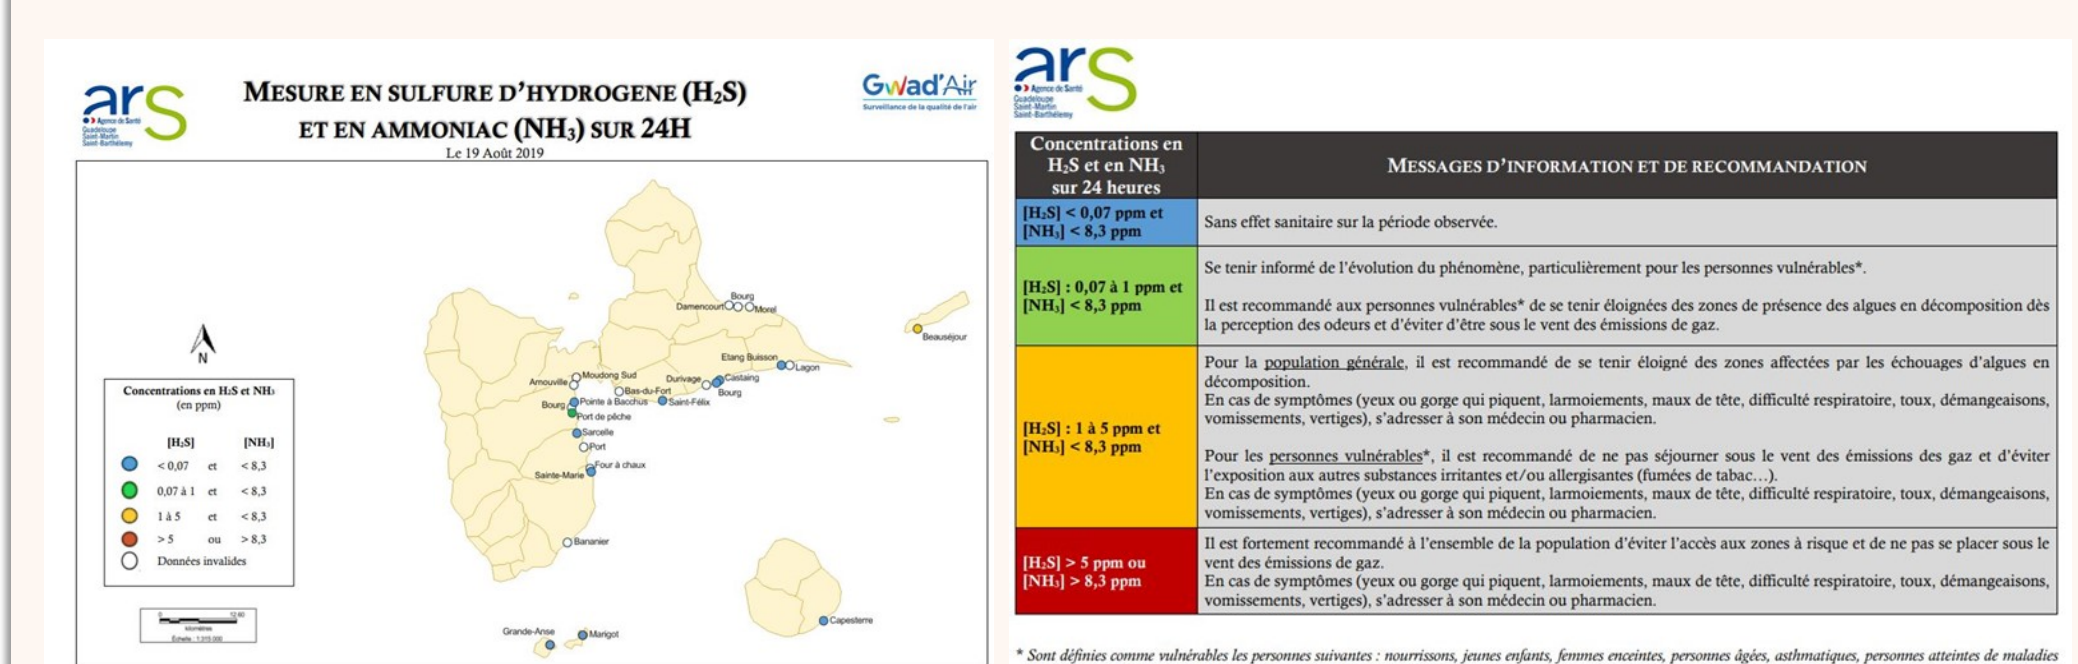 ars
Agence de Santé
Guadeloupe
Saint-Martin
Saint-Barthélemy
MESURE EN SULFURE D'HYDROGENE (H₂S)
ET EN AMMONIAC (NH₃) SUR 24H
Le 19 Août 2019
Gwad'Air
Surveillance de la qualité de l'air
Bourg
Damencourt
Morel
Beauséjour
Etang Buisson
Lagon
Moudong Sud
Arnouville
Durivage
Castaing
Bas-du-Fort
Bourg
Bourg
Pointe à Bacchus
Saint-Félix
Port de pêche
Sarcelle
Port
Four à chaux
Sainte-Marie
Bananier
Capesterre
Grande-Anse
Marigot
N
Concentrations en H₂S et NH₃
(en ppm)
[H₂S] [NH₃]
< 0,07 et < 8,3
0,07 à 1 et < 8,3
1 à 5 et < 8,3
> 5 ou > 8,3
Données invalides
0 12.60
kilomètres
Échelle : 1:315 000
ars
Agence de Santé
Guadeloupe
Saint-Martin
Saint-Barthélemy
Concentrations en
H₂S et en NH₃
sur 24 heures
MESSAGES D'INFORMATION ET DE RECOMMANDATION
[H₂S] < 0,07 ppm et
[NH₃] < 8,3 ppm
Sans effet sanitaire sur la période observée.
[H₂S] : 0,07 à 1 ppm et
[NH₃] < 8,3 ppm
Se tenir informé de l'évolution du phénomène, particulièrement pour les personnes vulnérables*.
Il est recommandé aux personnes vulnérables* de se tenir éloignées des zones de présence des algues en décomposition dès
la perception des odeurs et d'éviter d'être sous le vent des émissions de gaz.
[H₂S] : 1 à 5 ppm et
[NH₃] < 8,3 ppm
Pour la population générale, il est recommandé de se tenir éloigné des zones affectées par les échouages d'algues en
décomposition.
En cas de symptômes (yeux ou gorge qui piquent, larmoiements, maux de tête, difficulté respiratoire, toux, démangeaisons,
vomissements, vertiges), s'adresser à son médecin ou pharmacien.
Pour les personnes vulnérables*, il est recommandé de ne pas séjourner sous le vent des émissions des gaz et d'éviter
l'exposition aux autres substances irritantes et/ou allergisantes (fumées de tabac…).
En cas de symptômes (yeux ou gorge qui piquent, larmoiements, maux de tête, difficulté respiratoire, toux, démangeaisons,
vomissements, vertiges), s'adresser à son médecin ou pharmacien.
[H₂S] > 5 ppm ou
[NH₃] > 8,3 ppm
Il est fortement recommandé à l'ensemble de la population d'éviter l'accès aux zones à risque et de ne pas se placer sous le
vent des émissions de gaz.
En cas de symptômes (yeux ou gorge qui piquent, larmoiements, maux de tête, difficulté respiratoire, toux, démangeaisons,
vomissements, vertiges), s'adresser à son médecin ou pharmacien.
* Sont définies comme vulnérables les personnes suivantes : nourrissons, jeunes enfants, femmes enceintes, personnes âgées, asthmatiques, personnes atteintes de maladies